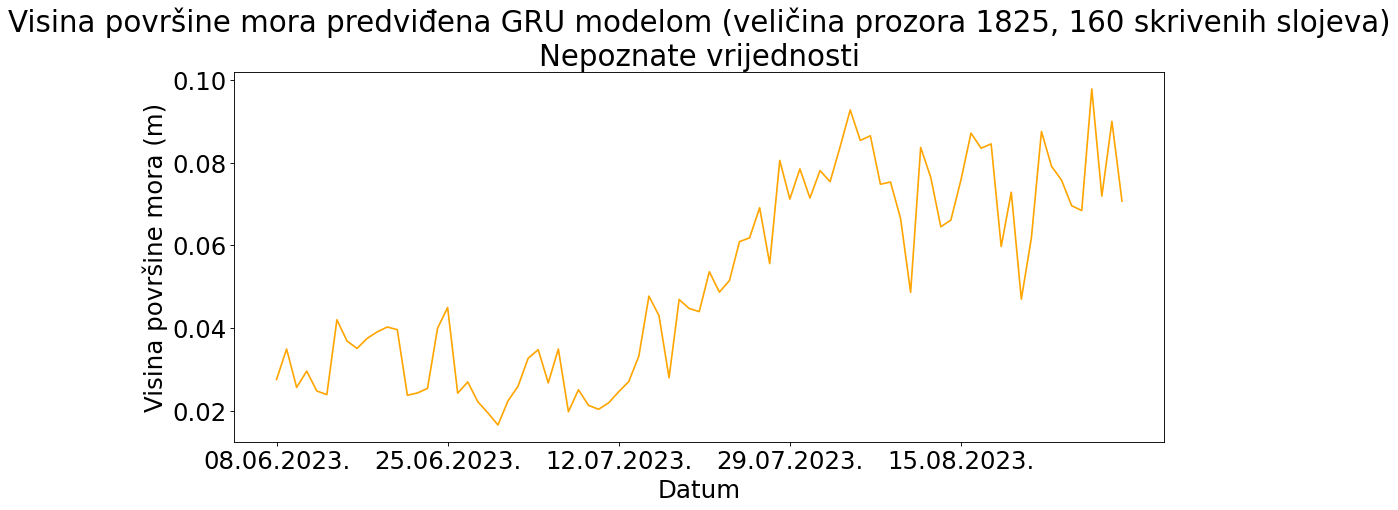 Visina površine mora predviđena GRU modelom (veličina prozora 1825, 160 skrivenih slojeva)
Nepoznate vrijednosti
Visina površine mora (m)
0.10
0.08
0.06
0.04
0.02
08.06.2023. 25.06.2023. 12.07.2023. 29.07.2023. 15.08.2023.
Datum